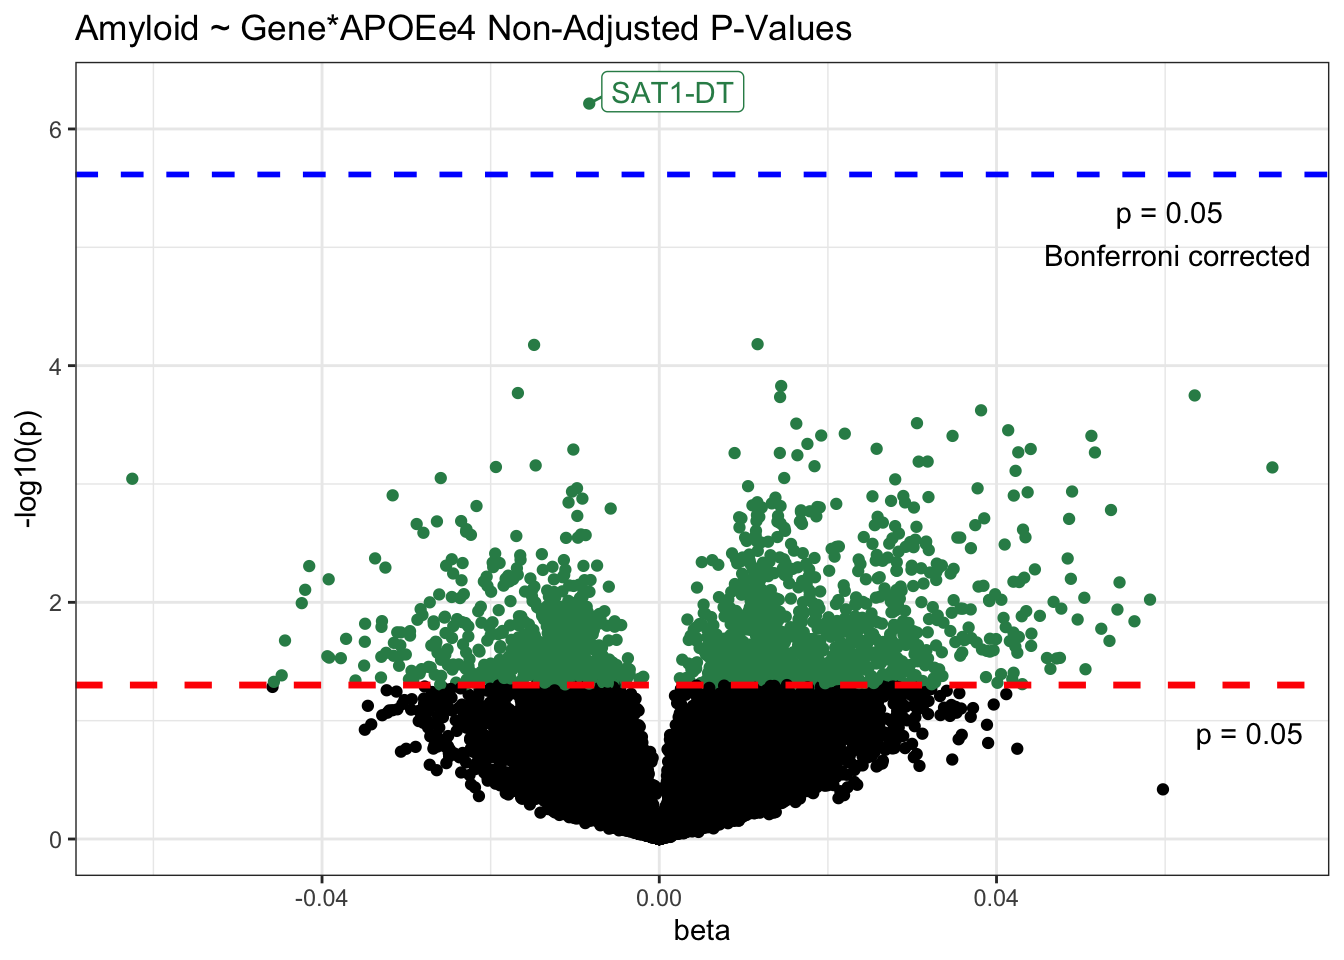 Amyloid ~ Gene*APOEe4 Non-Adjusted P-Values
SAT1-DT
6
p = 0.05
Bonferroni corrected
4
-log10(p)
2
p = 0.05
0
-0.04
0.00
0.04
beta